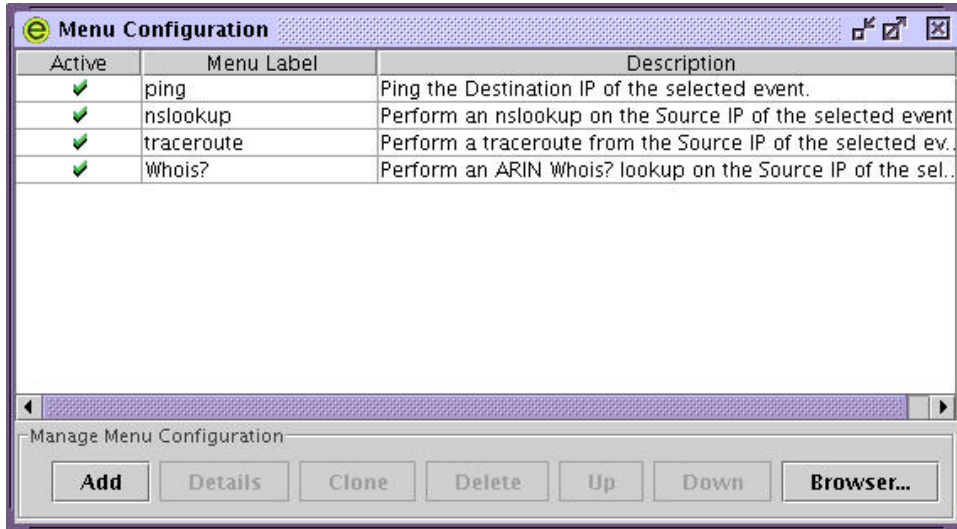 e Menu Configuration
Active Menu Label Description
ping Ping the Destination IP of the selected event.
nslookup Perform an nslookup on the Source IP of the selected event
traceroute Perform a traceroute from the Source IP of the selected ev..
Whois? Perform an ARIN Whois? lookup on the Source IP of the sel..
Manage Menu Configuration
Add Details Clone Delete Up Down Browser...